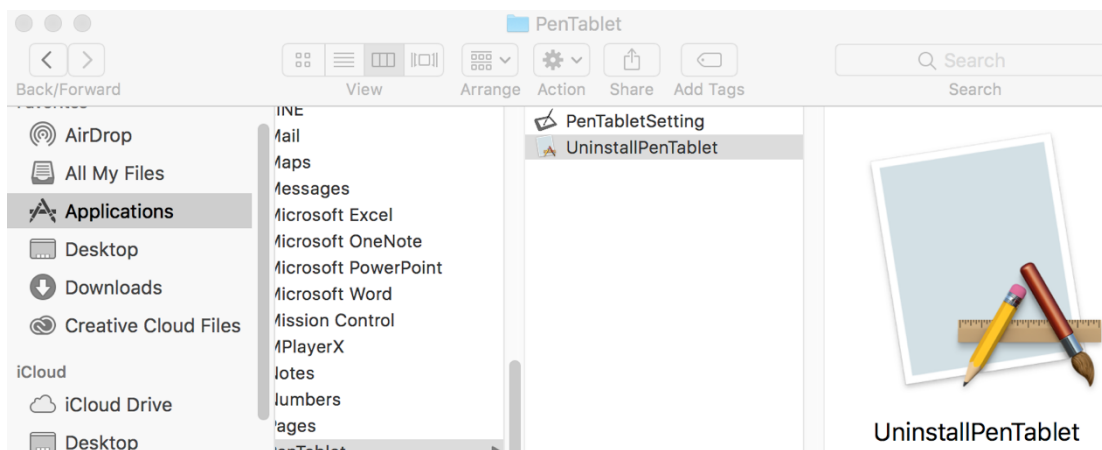 PenTablet
Back/Forward
View
Arrange
Action
Share
Add Tags
Search
Search
AirDrop
All My Files
Applications
Desktop
Downloads
Creative Cloud Files
iCloud
iCloud Drive
Desktop
Mail
Maps
Messages
Microsoft Excel
Microsoft OneNote
Microsoft PowerPoint
Microsoft Word
Mission Control
MPlayerX
Notes
Numbers
Pages
PenTablet
PenTabletSetting
UninstallPenTablet
UninstallPenTablet